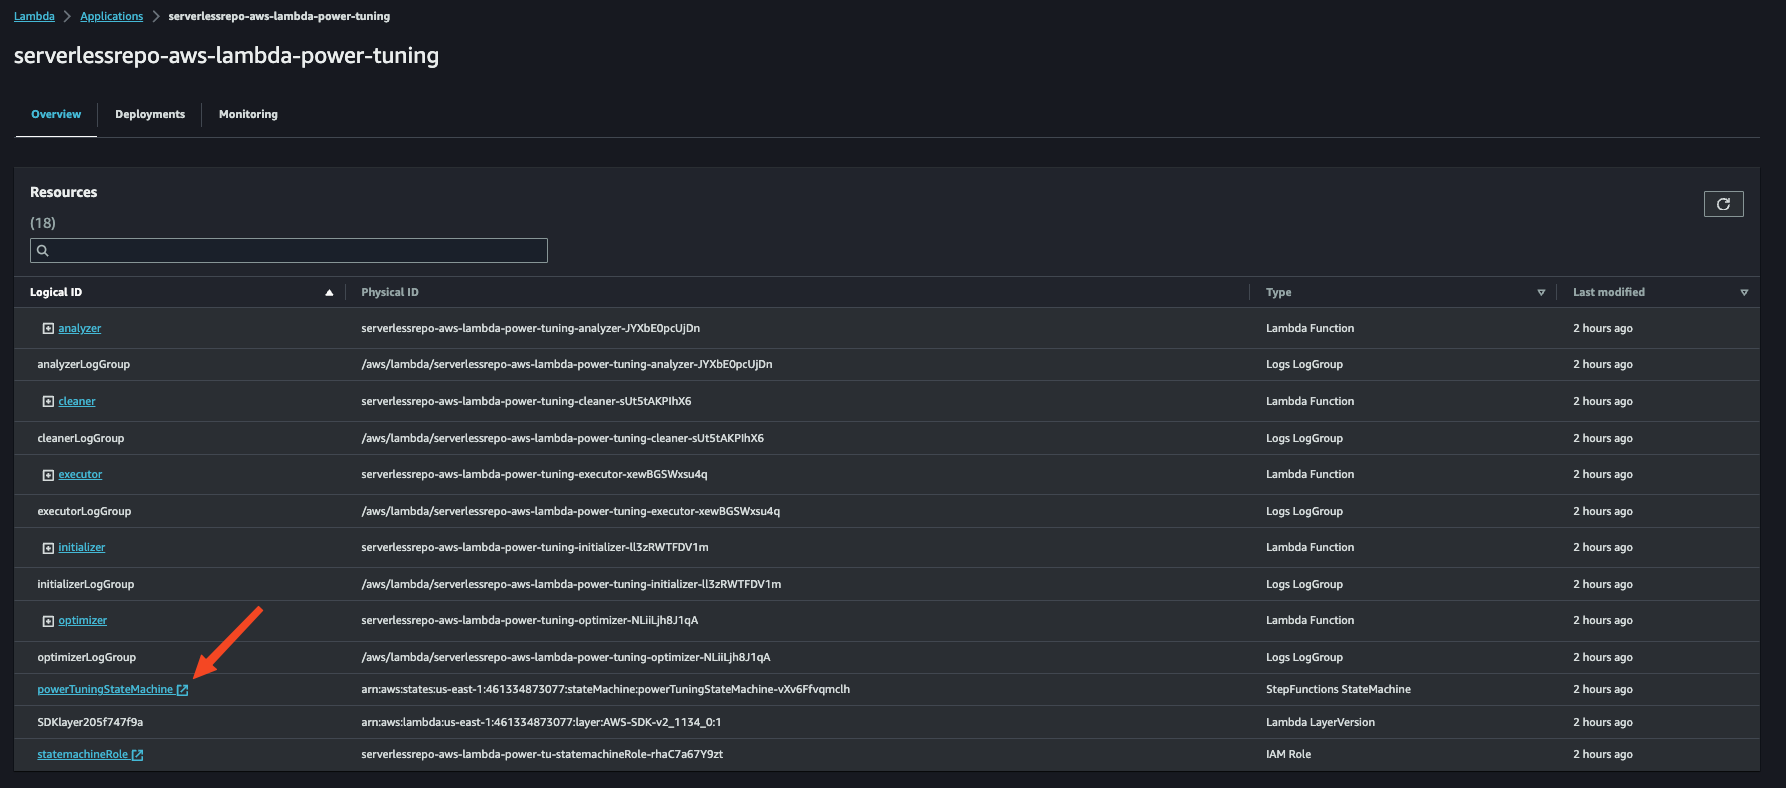 Lambda > Applications > serverlessrepo-aws-lambda-power-tuning
serverlessrepo-aws-lambda-power-tuning
Overview Deployments Monitoring
Resources
(18)
Logical ID Physical ID Type Last modified
analyzer serverlessrepo-aws-lambda-power-tuning-analyzer-JYXbE0pcUjDn Lambda Function 2 hours ago
analyzerLogGroup /aws/lambda/serverlessrepo-aws-lambda-power-tuning-analyzer-JYXbE0pcUjDn Logs LogGroup 2 hours ago
cleaner serverlessrepo-aws-lambda-power-tuning-cleaner-sUt5tAKPIhX6 Lambda Function 2 hours ago
cleanerLogGroup /aws/lambda/serverlessrepo-aws-lambda-power-tuning-cleaner-sUt5tAKPIhX6 Logs LogGroup 2 hours ago
executor serverlessrepo-aws-lambda-power-tuning-executor-xewBGSWxsu4q Lambda Function 2 hours ago
executorLogGroup /aws/lambda/serverlessrepo-aws-lambda-power-tuning-executor-xewBGSWxsu4q Logs LogGroup 2 hours ago
initializer serverlessrepo-aws-lambda-power-tuning-initializer-ll3zRWTFDV1m Lambda Function 2 hours ago
initializerLogGroup /aws/lambda/serverlessrepo-aws-lambda-power-tuning-initializer-ll3zRWTFDV1m Logs LogGroup 2 hours ago
optimizer serverlessrepo-aws-lambda-power-tuning-optimizer-NLiiLjh8J1qA Lambda Function 2 hours ago
optimizerLogGroup /aws/lambda/serverlessrepo-aws-lambda-power-tuning-optimizer-NLiiLjh8J1qA Logs LogGroup 2 hours ago
powerTuningStateMachine arn:aws:states:us-east-1:461334873077:stateMachine:powerTuningStateMachine-vXv6Ffvqmclh StepFunctions StateMachine 2 hours ago
SDKlayer205f747f9a arn:aws:lambda:us-east-1:461334873077:layer:AWS-SDK-v2_1134_0:1 Lambda LayerVersion 2 hours ago
statemachineRole serverlessrepo-aws-lambda-power-tu-statemachineRole-rhaC7a67Y9zt IAM Role 2 hours ago